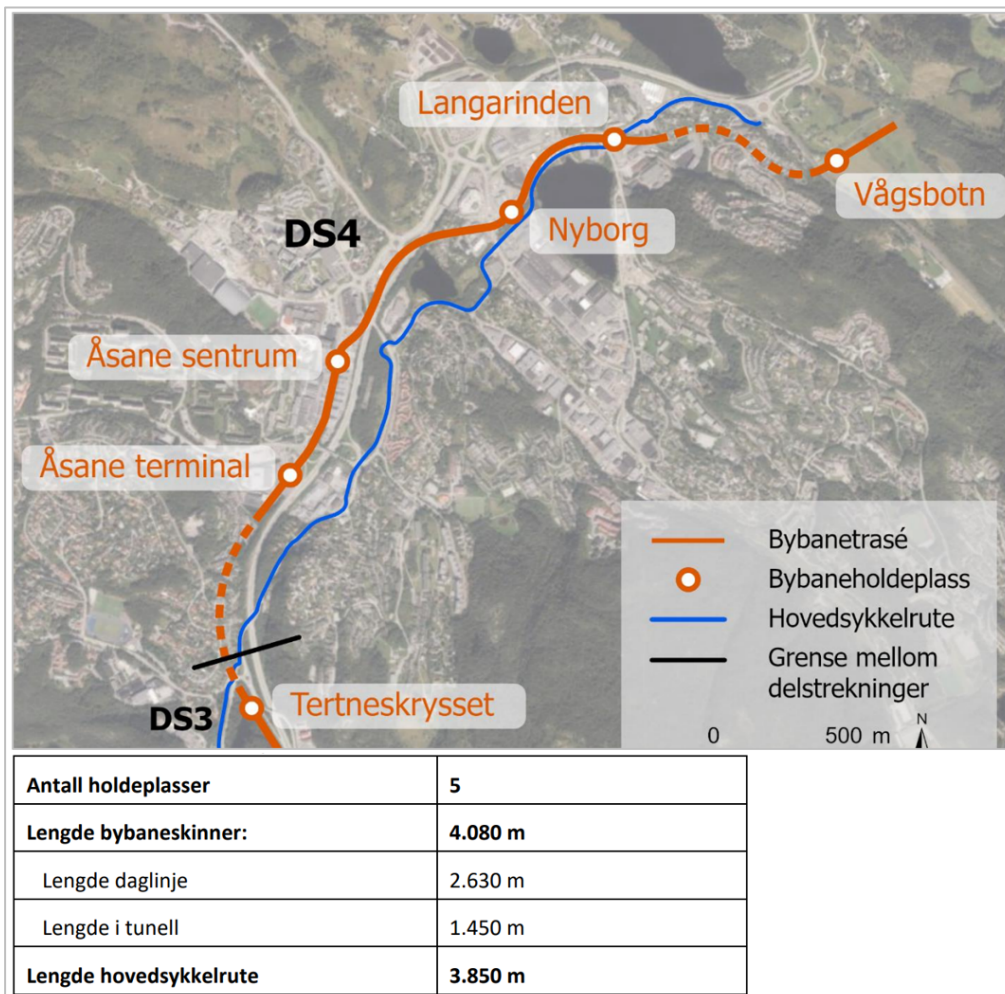 Langarinden
Vågsbotn
DS4
Nyborg
Åsane sentrum
Åsane terminal
Bybanetrasé
Bybaneholdeplass
Hovedsykkelrute
Grense mellom
delstrekninger
DS3
Tertneskrysset
0 500 m
N
Antall holdeplasser 5
Lengde bybaneskinner: 4.080 m
Lengde daglinje 2.630 m
Lengde i tunell 1.450 m
Lengde hovedsykkelrute 3.850 m